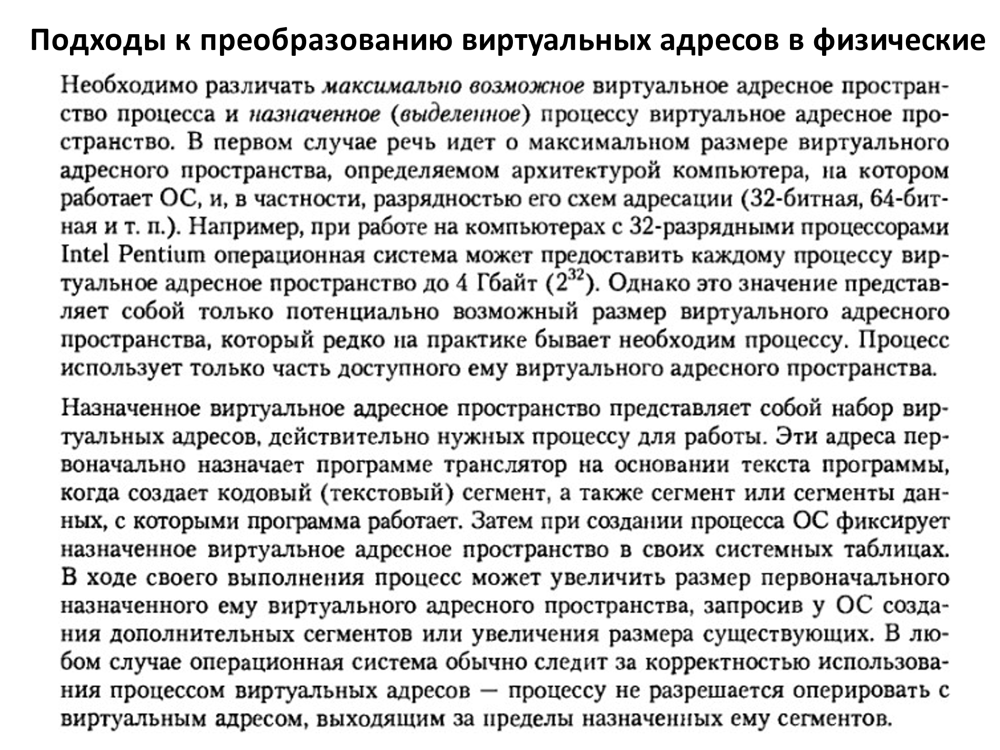 Подходы к преобразованию виртуальных адресов в физические
Необходимо различать максимально возможное виртуальное адресное простран-
ство процесса и назначенное (выделенное) процессу виртуальное адресное про-
странство. В первом случае речь идет о максимальном размере виртуального
адресного пространства, определяемом архитектурой компьютера, на котором
работает ОС, и, в частности, разрядностью его схем адресации (32-битная, 64-бит-
ная и т. п.). Например, при работе на компьютерах с 32-разрядными процессорами
Intel Pentium операционная система может предоставить каждому процессу вир-
туальное адресное пространство до 4 Гбайт (2³²). Однако это значение представ-
ляет собой только потенциально возможный размер виртуального адресного
пространства, который редко на практике бывает необходим процессу. Процесс
использует только часть доступного ему виртуального адресного пространства.
Назначенное виртуальное адресное пространство представляет собой набор вир-
туальных адресов, действительно нужных процессу для работы. Эти адреса пер-
воначально назначает программе транслятор на основании текста программы,
когда создает кодовый (текстовый) сегмент, а также сегмент или сегменты дан-
ных, с которыми программа работает. Затем при создании процесса ОС фиксирует
назначенное виртуальное адресное пространство в своих системных таблицах.
В ходе своего выполнения процесс может увеличить размер первоначального
назначенного ему виртуального адресного пространства, запросив у ОС созда-
ния дополнительных сегментов или увеличения размера существующих. В лю-
бом случае операционная система обычно следит за корректностью использова-
ния процессом виртуальных адресов — процессу не разрешается оперировать с
виртуальным адресом, выходящим за пределы назначенных ему сегментов.